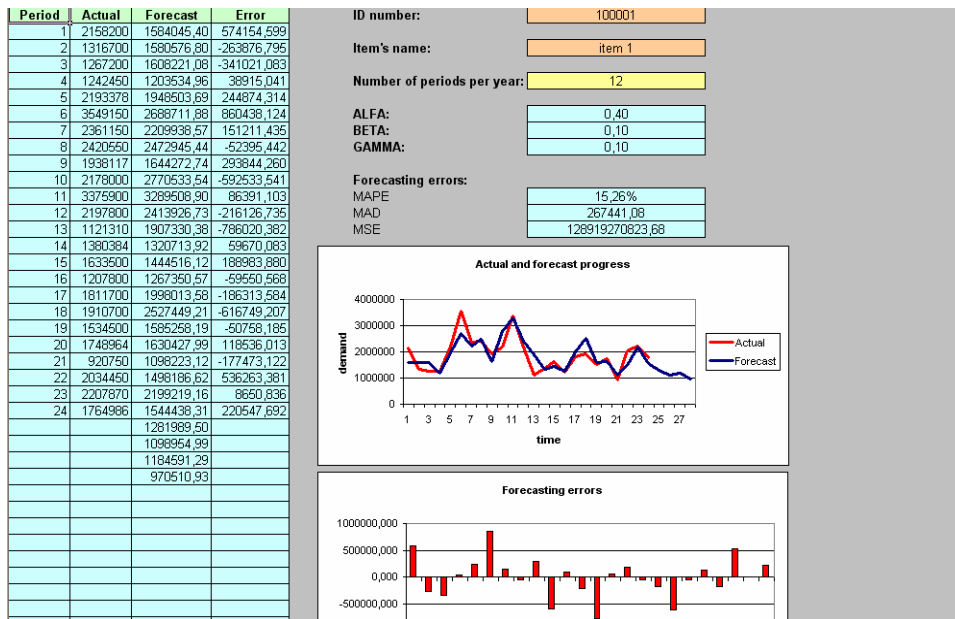 Period Actual Forecast Error
1 2158200 1584045,40 574154,599
2 1316700 1580576,80 -263876,795
3 1267200 1608221,08 -341021,083
4 1242450 1203534,96 38915,041
5 2193378 1948503,69 244874,314
6 3549150 2688711,88 860438,124
7 2361150 2209938,57 151211,435
8 2420550 2472945,44 -52395,442
9 1938117 1644272,74 293844,260
10 2178000 2770533,54 -592533,541
11 3375900 3289508,90 86391,103
12 2197800 2413926,73 -216126,735
13 1121310 1907330,38 -786020,382
14 1380384 1320713,92 59670,083
15 1633500 1444516,12 188983,880
16 1207800 1267350,57 -59550,568
17 1811700 1998013,58 -186313,584
18 1910700 2527449,21 -616749,207
19 1534500 1585258,19 -50758,185
20 1748964 1630427,99 118536,013
21 920750 1098223,12 -177473,122
22 2034450 1498186,62 536263,381
23 2207870 2199219,16 8650,836
24 1764986 1544438,31 220547,692
1281989,50
1098954,99
1184591,29
970510,93
ID number: 100001
Item's name: item 1
Number of periods per year: 12
ALFA: 0,40
BETA: 0,10
GAMMA: 0,10
Forecasting errors:
MAPE 15,26%
MAD 267441,08
MSE 128919270823,68
Actual and forecast progress
4000000
3000000
2000000
1000000
0
demand
1 3 5 7 9 11 13 15 17 19 21 23 25 27
time
Actual
Forecast
Forecasting errors
1000000,000
500000,000
0,000
-500000,000